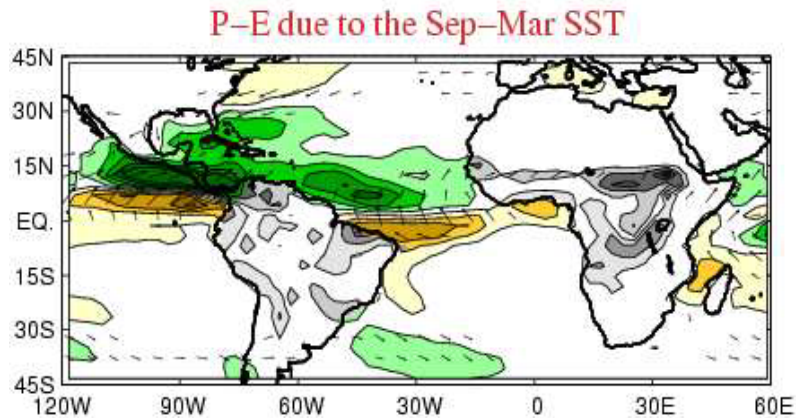 P–E due to the Sep–Mar SST
45N
30N
15N
EQ.
15S
30S
45S
120W 90W 60W 30W 0 30E 60E